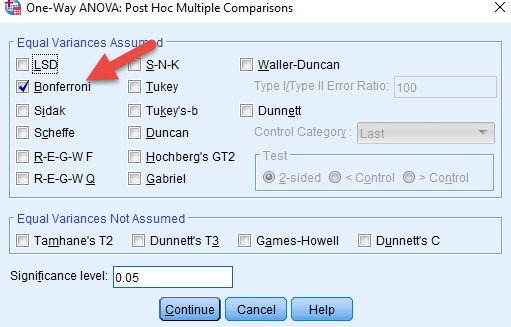 One-Way ANOVA: Post Hoc Multiple Comparisons
Equal Variances Assumed
LSD S-N-K Waller-Duncan
Bonferroni Tukey Type I/Type II Error Ratio: 100
Sidak Tukey's-b Dunnett
Scheffe Duncan Control Category: Last
R-E-G-W F Hochberg's GT2 Test
R-E-G-W Q Gabriel 2-sided < Control > Control
Equal Variances Not Assumed
Tamhane's T2 Dunnett's T3 Games-Howell Dunnett's C
Significance level: 0.05
Continue Cancel Help